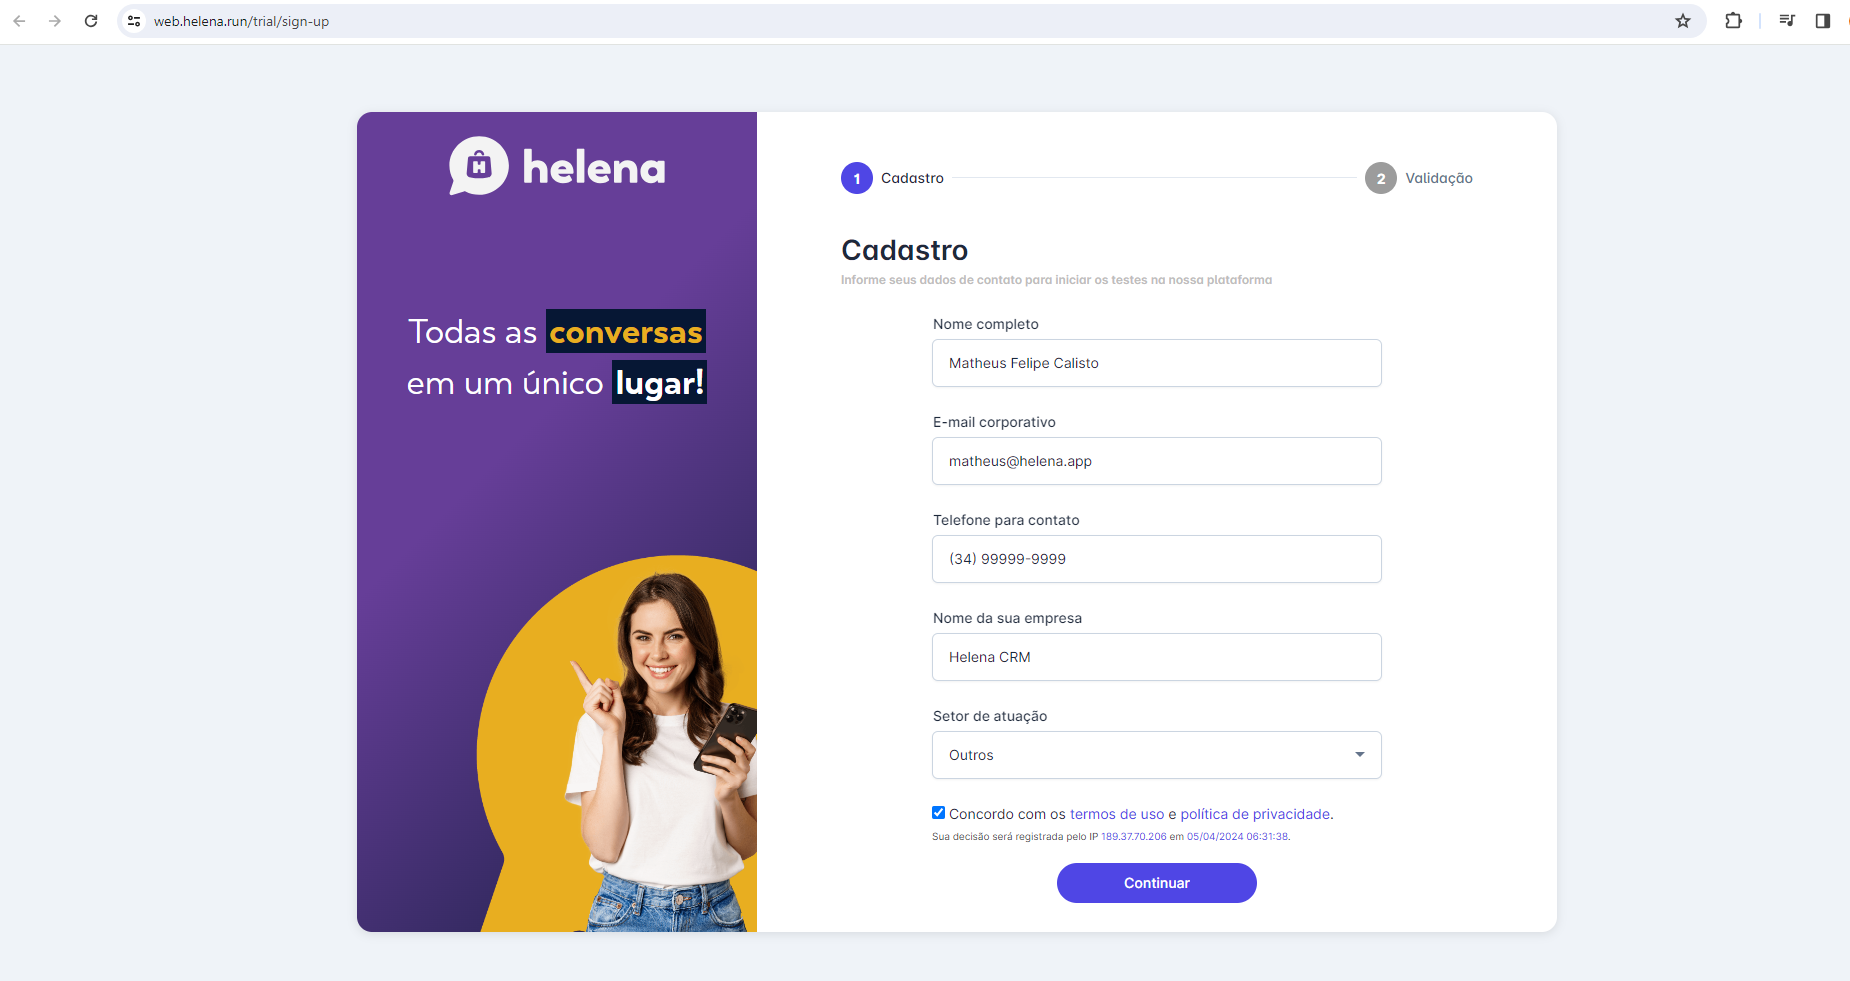 web.helena.run/trial/sign-up
helena
Todas as conversas
em um único lugar!
1 Cadastro
2 Validação
Cadastro
Informe seus dados de contato para iniciar os testes na nossa plataforma
Nome completo
Matheus Felipe Calisto
E-mail corporativo
matheus@helena.app
Telefone para contato
(34) 99999-9999
Nome da sua empresa
Helena CRM
Setor de atuação
Outros
Concordo com os termos de uso e política de privacidade.
Sua decisão será registrada pelo IP 189.37.70.206 em 05/04/2024 06:31:38.
Continuar